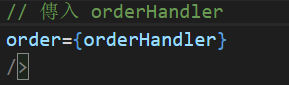 // 傳入 orderHandler
order={orderHandler}
/>